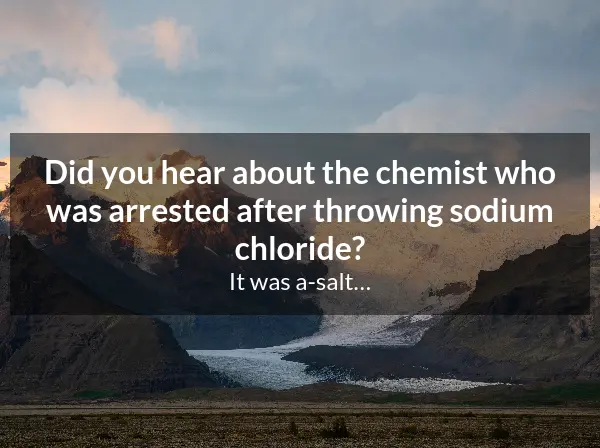 Did you hear about the chemist who
was arrested after throwing sodium
chloride?
It was a-salt...